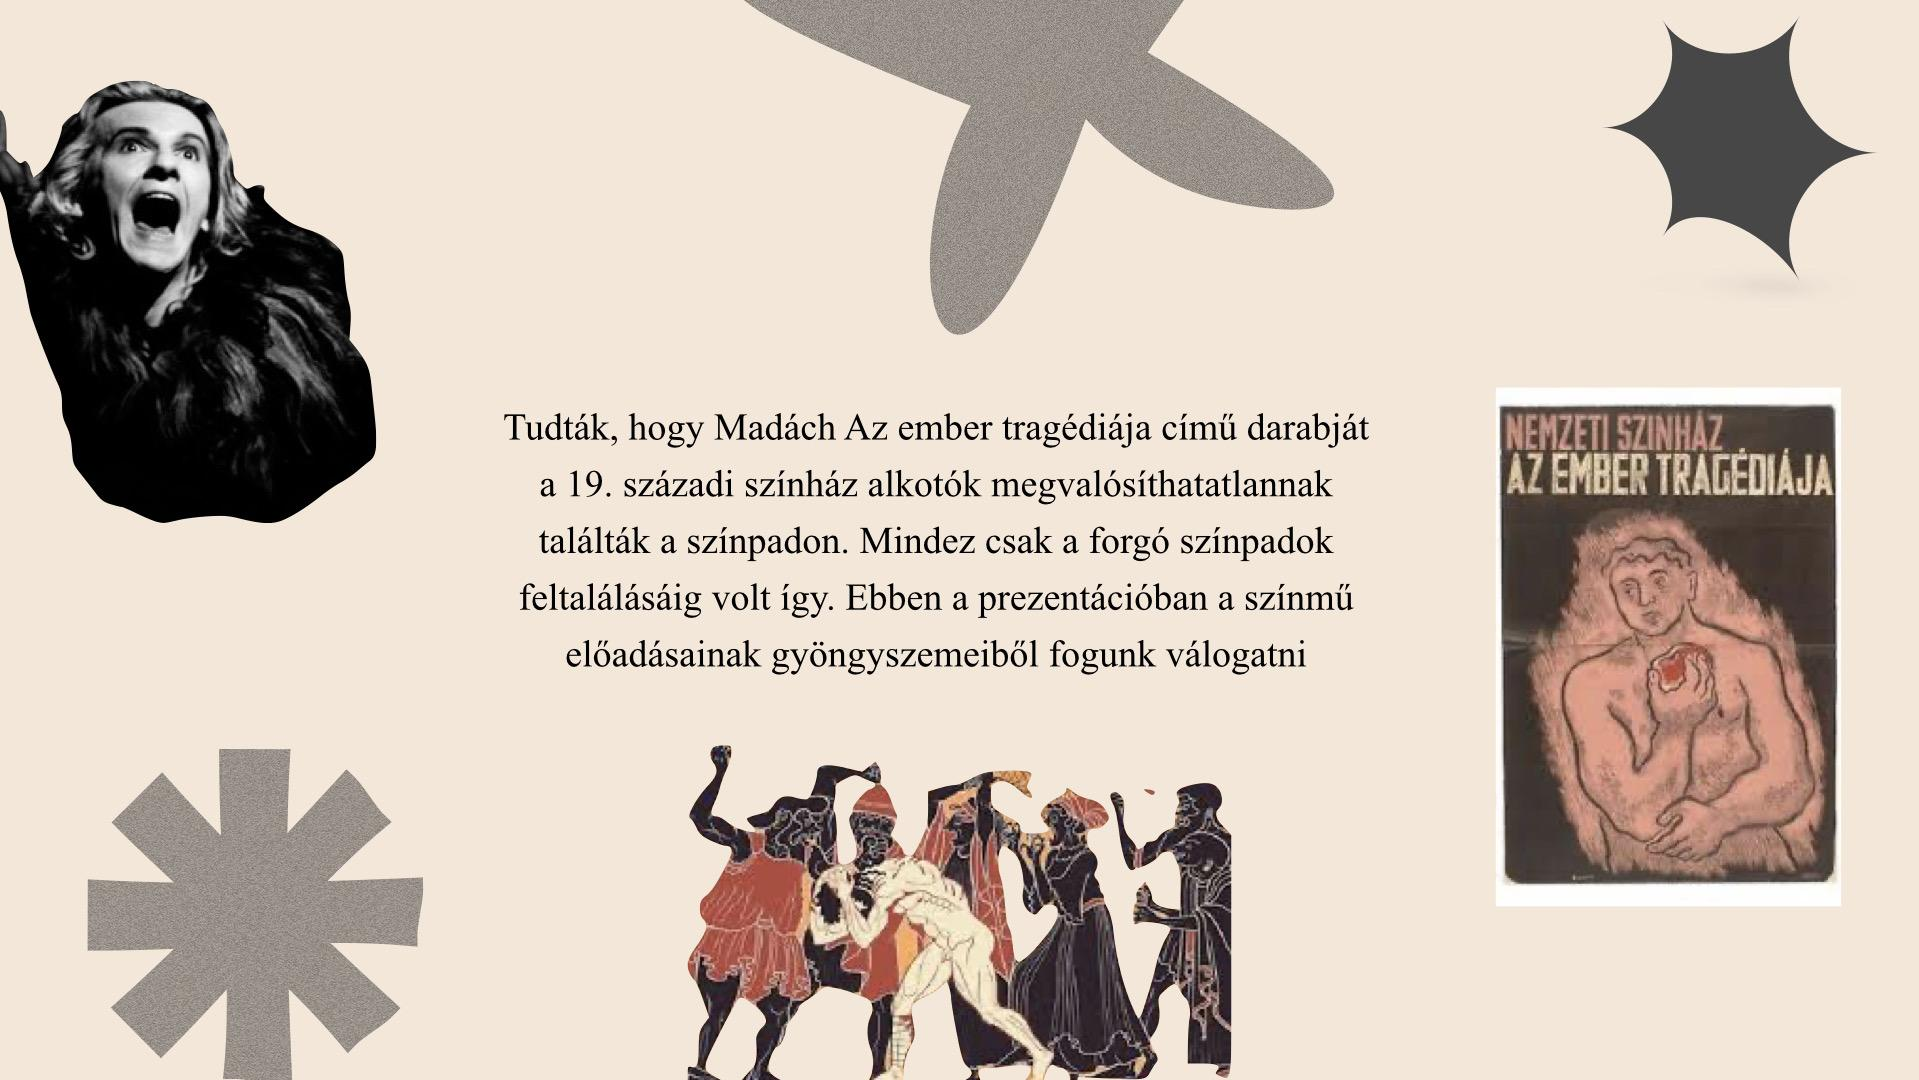 Tudták, hogy Madách Az ember tragédiája című darabját
a 19. századi színház alkotók megvalósíthatatlannak
találták a színpadon. Mindez csak a forgó színpadok
feltalálásáig volt így. Ebben a prezentációban a színmű
előadásainak gyöngyszemeiből fogunk válogatni
NEMZETI SZINHÁZ
AZ EMBER TRAGÉDIÁJA